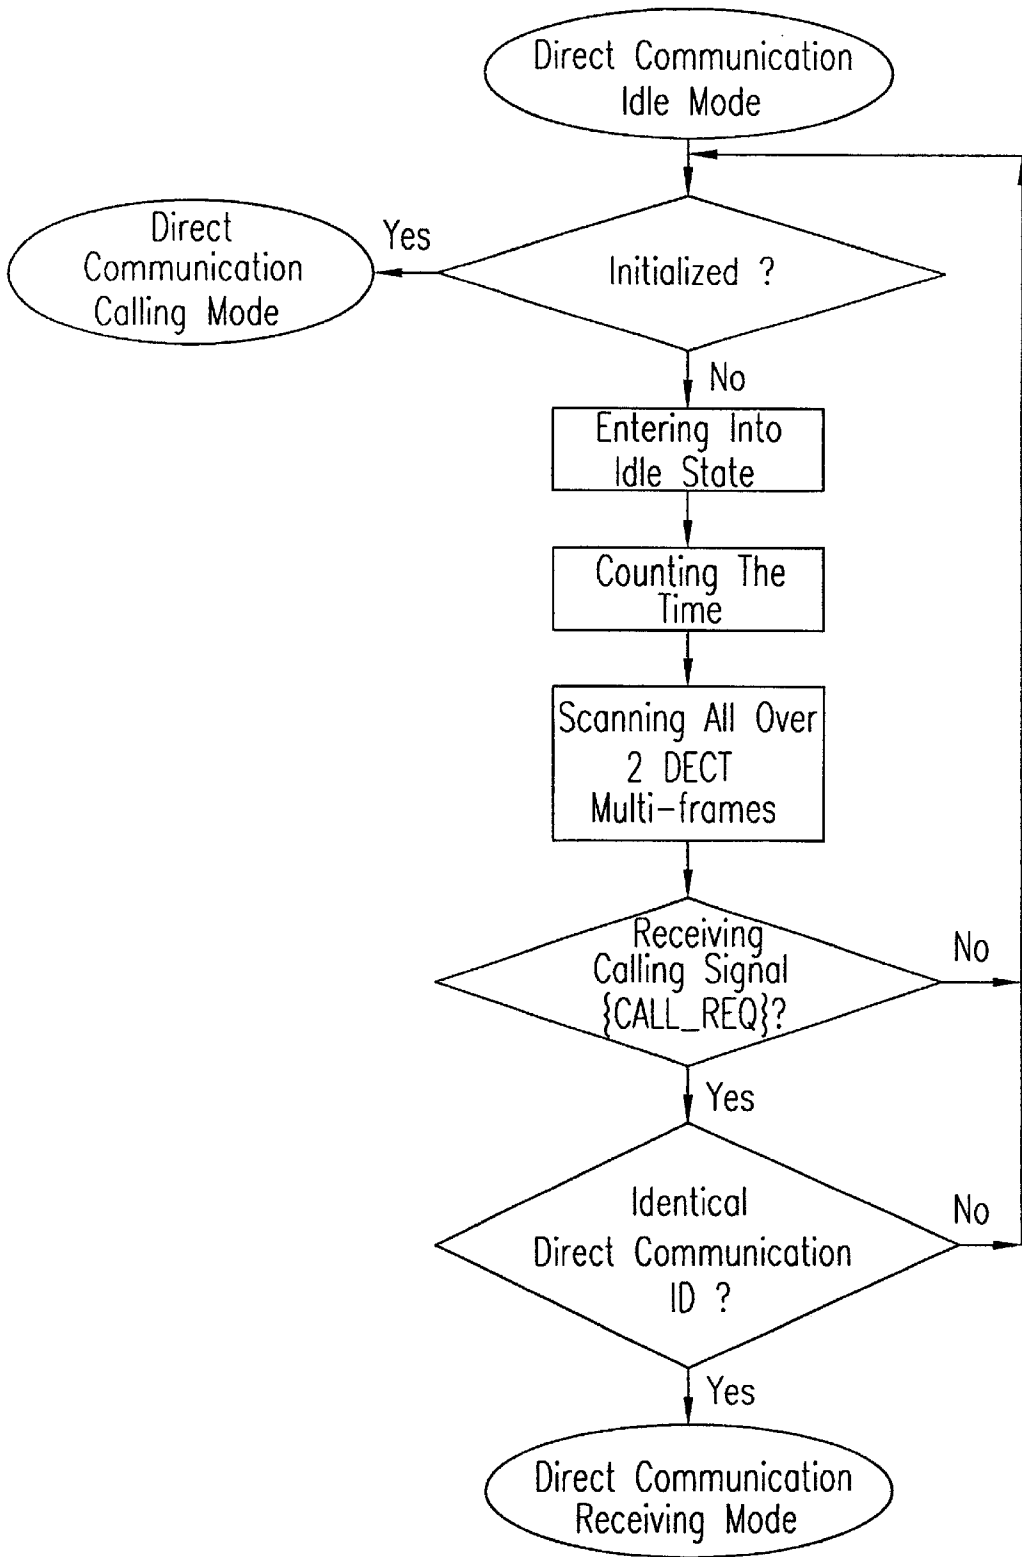 Direct Communication
Idle Mode
Direct
Communication
Calling Mode
Yes
Initialized ?
No
Entering Into
Idle State
Counting The
Time
Scanning All Over
2 DECT
Multi-frames
Receiving
Calling Signal
{CALL_REQ}?
No
Yes
Identical
Direct Communication
ID ?
No
Yes
Direct Communication
Receiving Mode